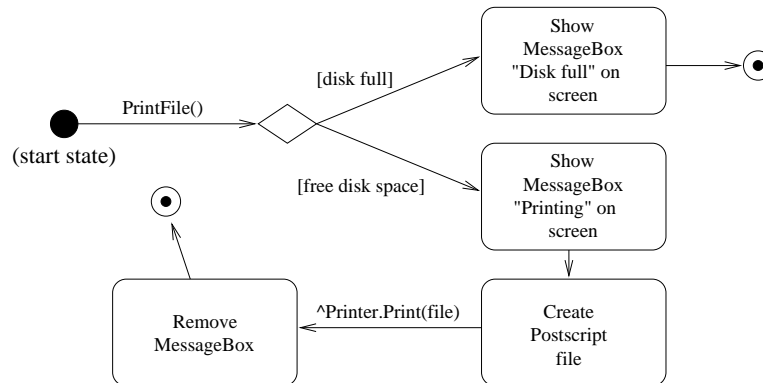 Show
MessageBox
"Disk full" on
screen
[disk full]
PrintFile()
(start state)
[free disk space]
Show
MessageBox
"Printing" on
screen
^Printer.Print(file)
Create
Postscript
file
Remove
MessageBox